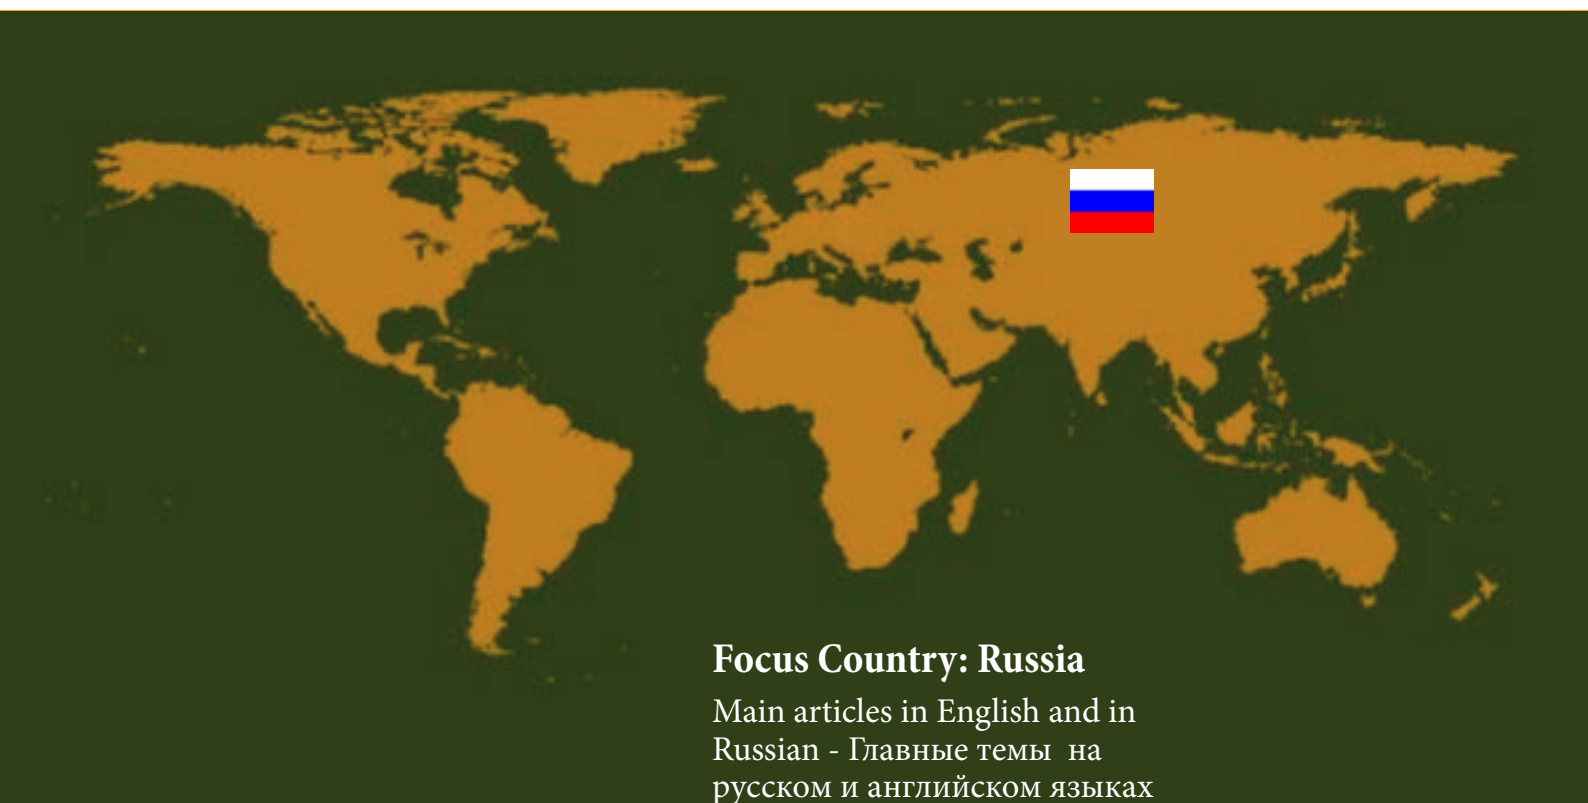 Focus Country: Russia
Main articles in English and in
Russian - Главные темы на
русском и английском языках